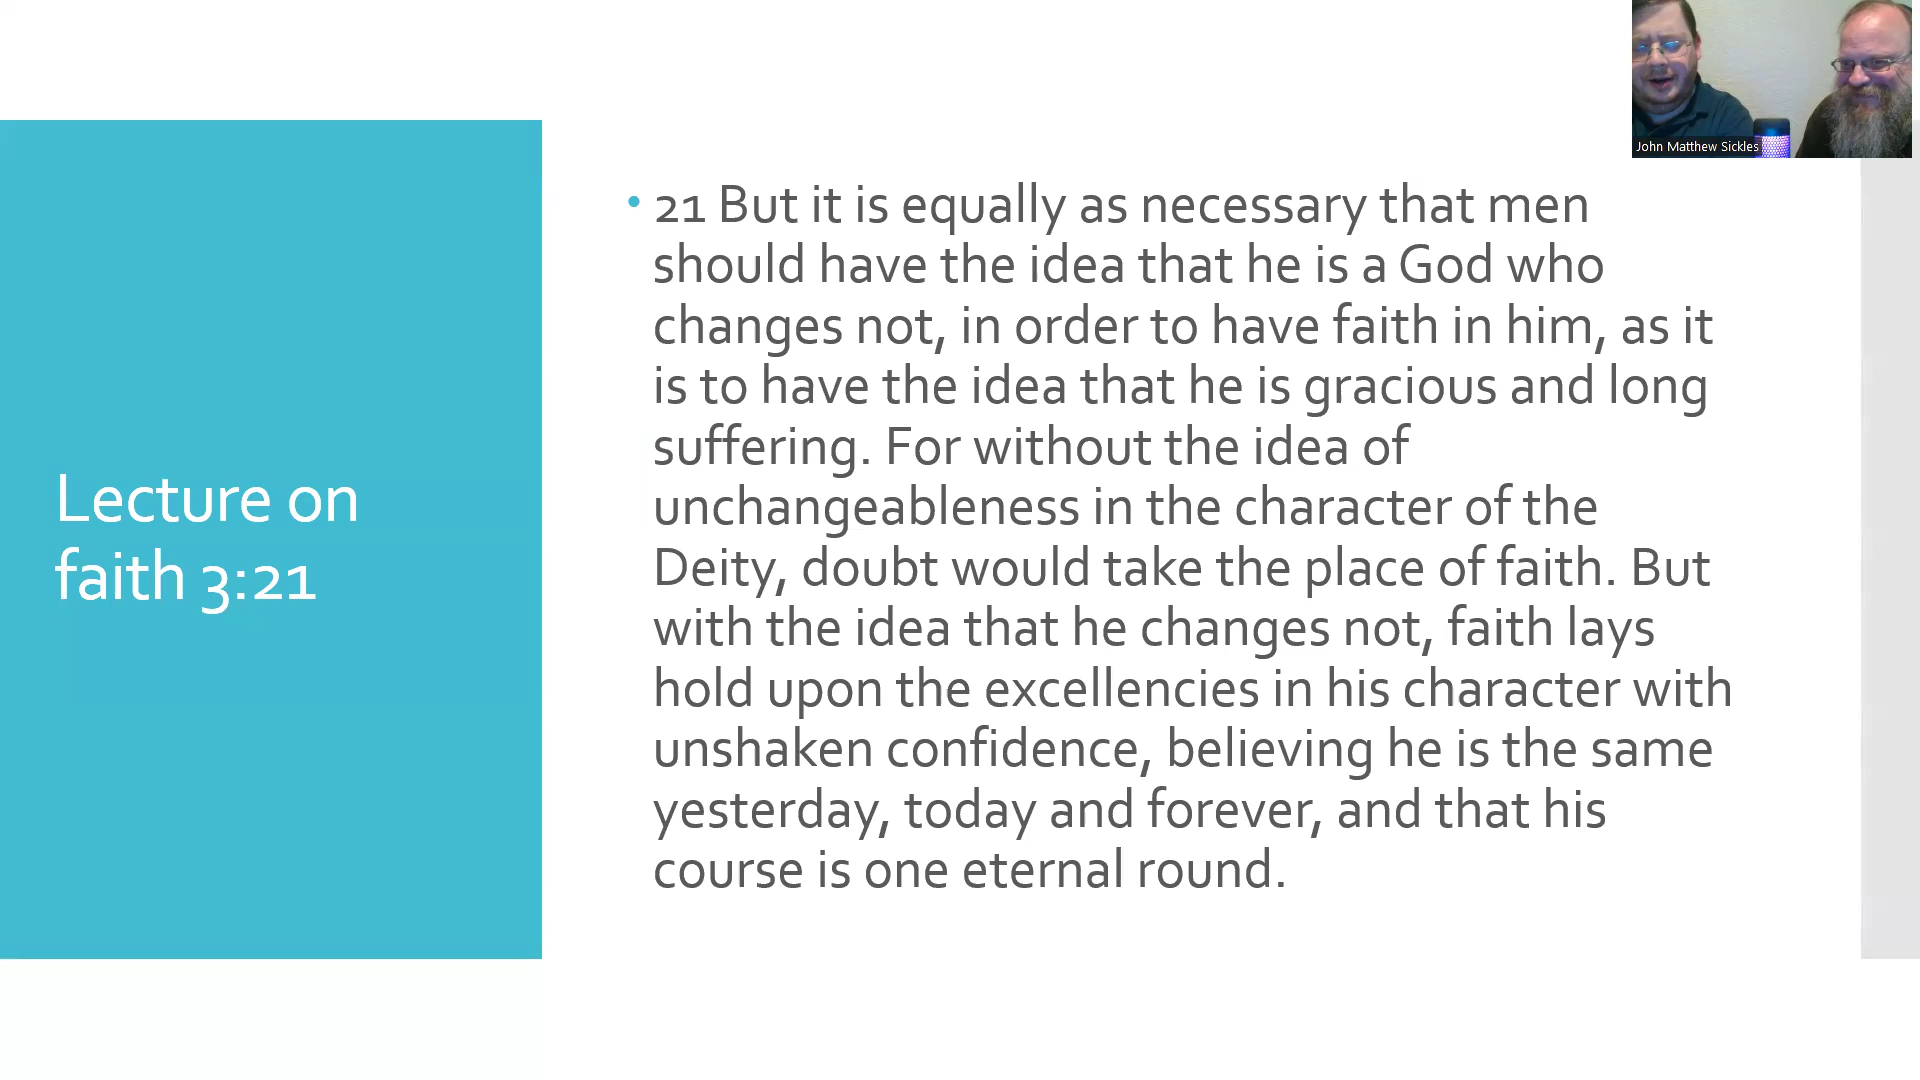 John Matthew Sickles
Lecture on
faith 3:21
• 21 But it is equally as necessary that men
should have the idea that he is a God who
changes not, in order to have faith in him, as it
is to have the idea that he is gracious and long
suffering. For without the idea of
unchangeableness in the character of the
Deity, doubt would take the place of faith. But
with the idea that he changes not, faith lays
hold upon the excellencies in his character with
unshaken confidence, believing he is the same
yesterday, today and forever, and that his
course is one eternal round.